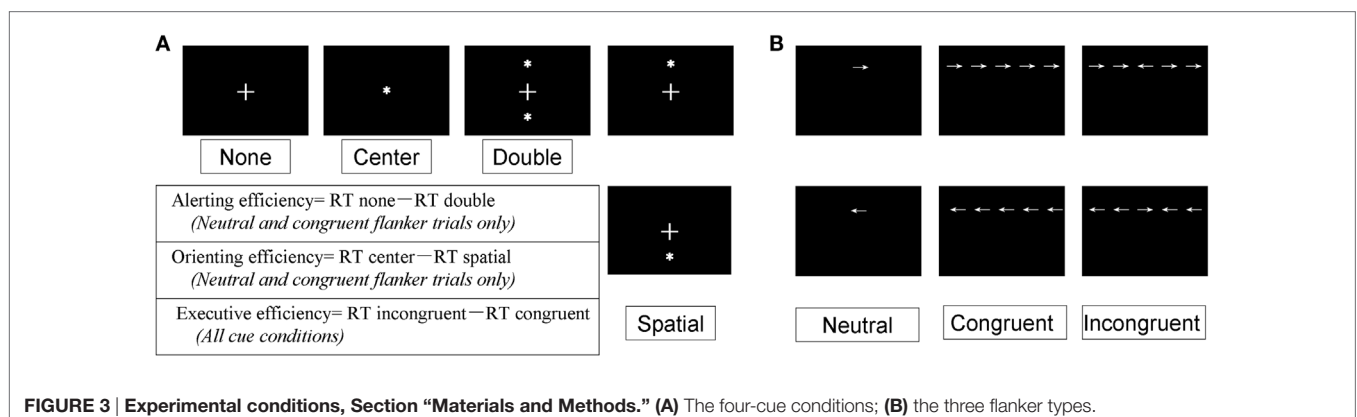 A
B
None
Center
Double
Alerting efficiency= RT none—RT double
(Neutral and congruent flanker trials only)
Orienting efficiency= RT center—RT spatial
(Neutral and congruent flanker trials only)
Executive efficiency= RT incongruent—RT congruent
(All cue conditions)
Spatial
Neutral
Congruent
Incongruent
FIGURE 3 | Experimental conditions, Section “Materials and Methods.” (A) The four-cue conditions; (B) the three flanker types.